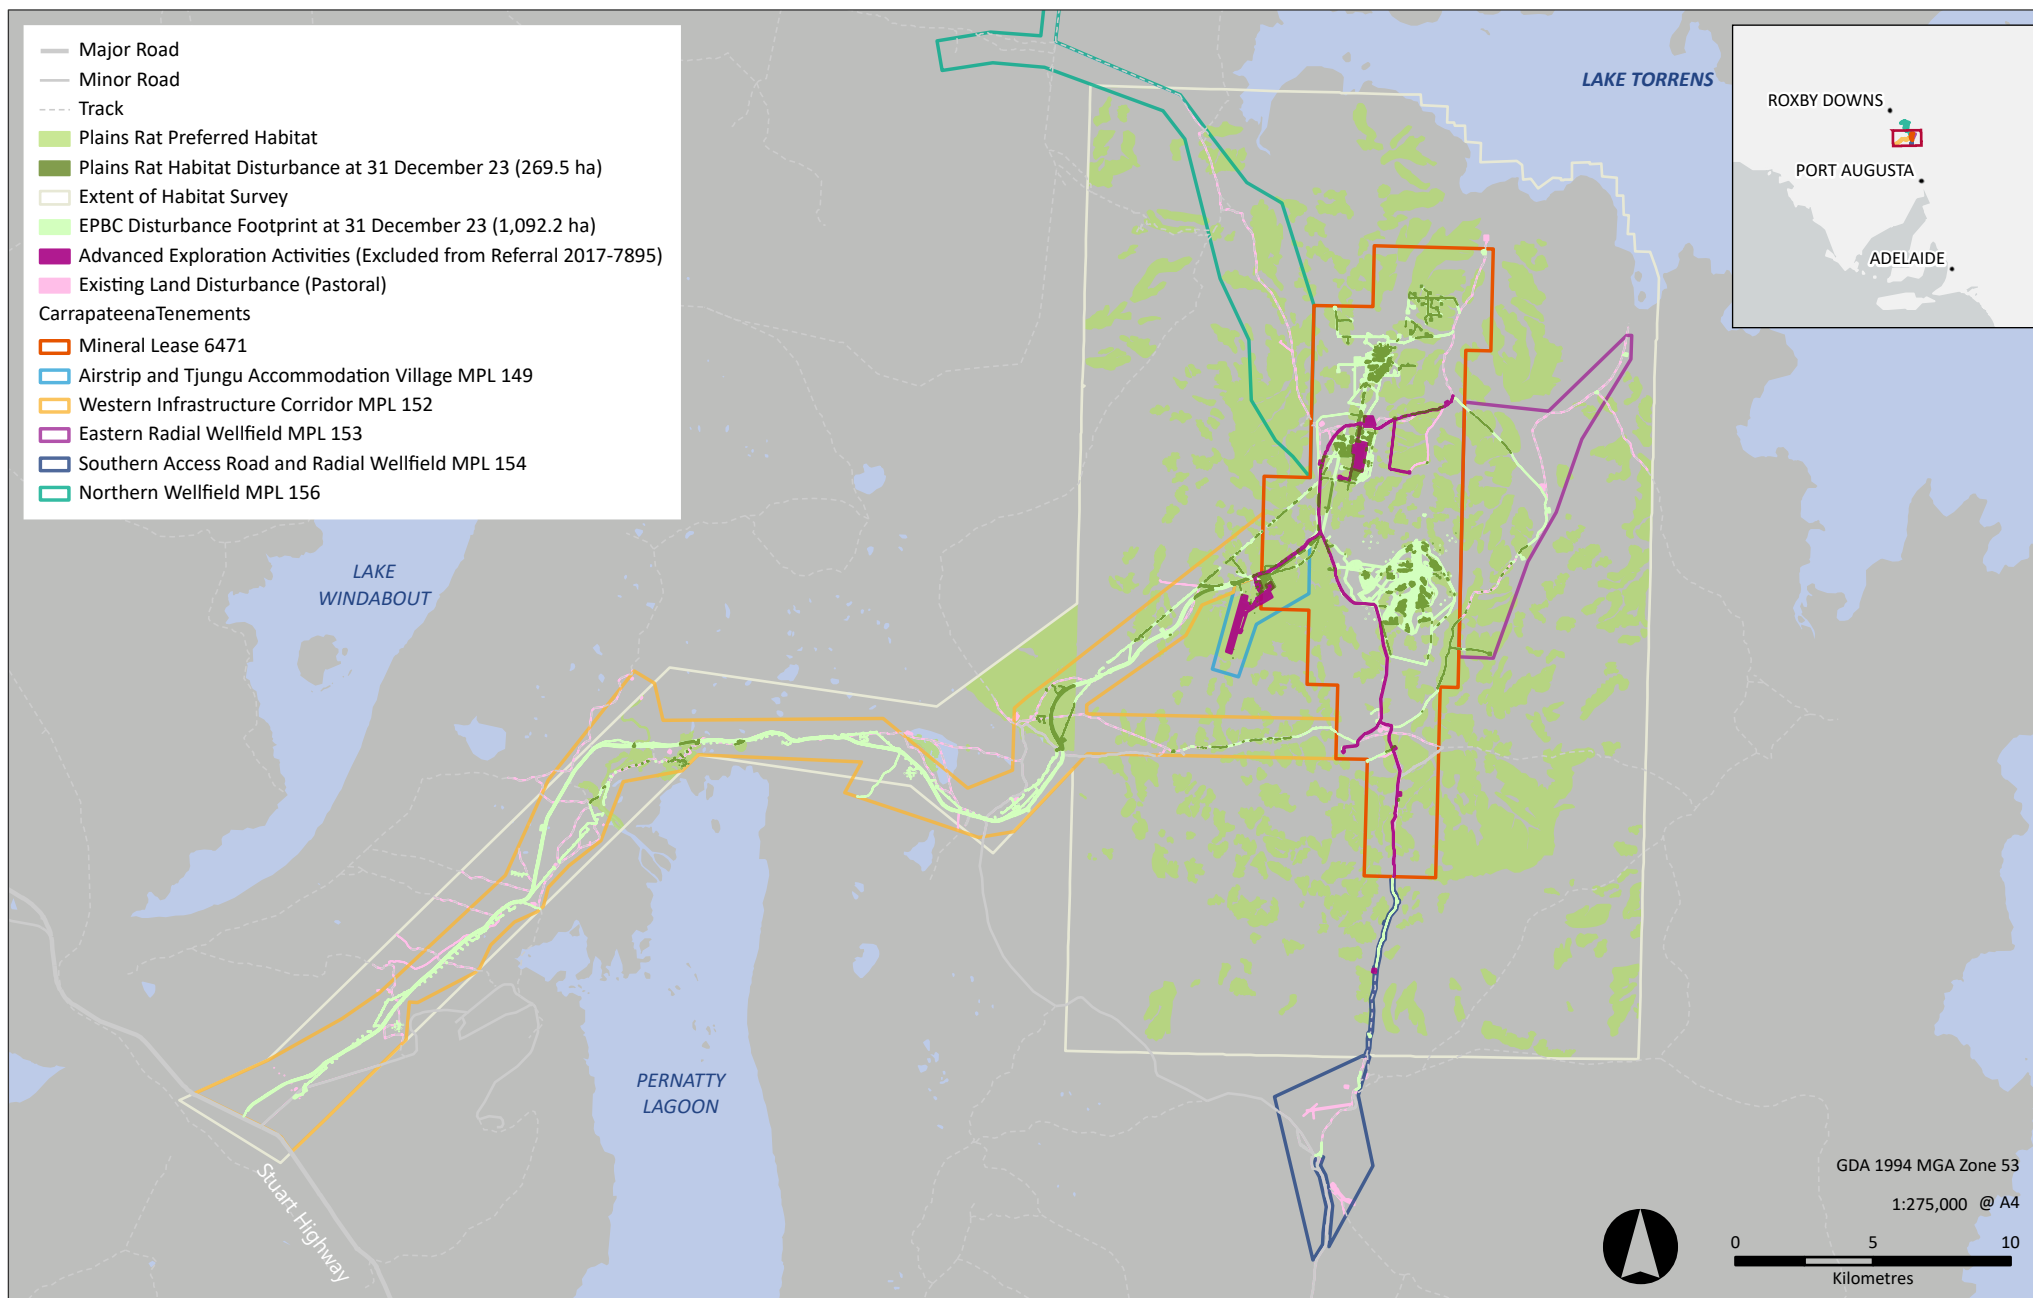 Major Road
Minor Road
Track
Plains Rat Preferred Habitat
Plains Rat Habitat Disturbance at 31 December 23 (269.5 ha)
Extent of Habitat Survey
EPBC Disturbance Footprint at 31 December 23 (1,092.2 ha)
Advanced Exploration Activities (Excluded from Referral 2017-7895)
Existing Land Disturbance (Pastoral)
CarrapateenaTenements
Mineral Lease 6471
Airstrip and Tjungu Accommodation Village MPL 149
Western Infrastructure Corridor MPL 152
Eastern Radial Wellfield MPL 153
Southern Access Road and Radial Wellfield MPL 154
Northern Wellfield MPL 156
LAKE TORRENS
ROXBY DOWNS
PORT AUGUSTA
ADELAIDE
LAKE
WINDABOUT
PERNATTY
LAGOON
Stuart Highway
GDA 1994 MGA Zone 53
1:275,000 @ A4
0 5 10
Kilometres